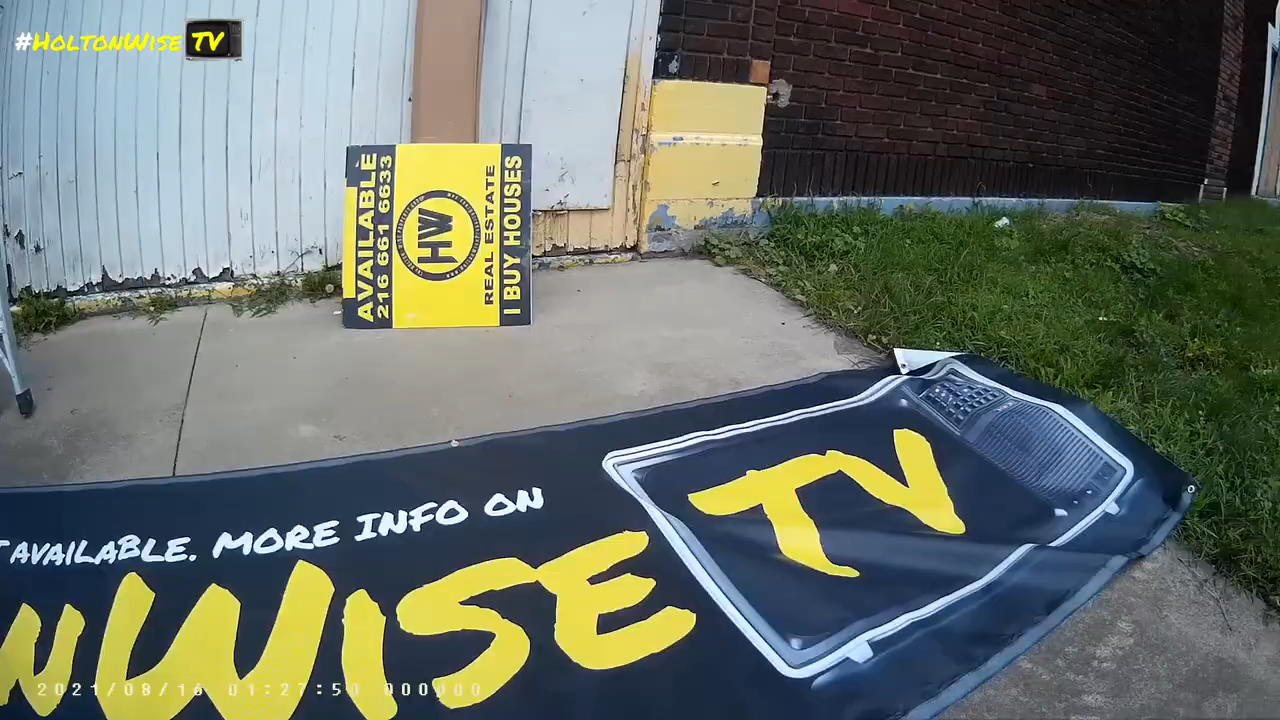 #HoltonWise TV
AVAILABLE
216 661 6633
HW
REAL ESTATE
I BUY HOUSES
AVAILABLE. MORE INFO ON
NWISE TV
2021/08/16 01:27:50 000000